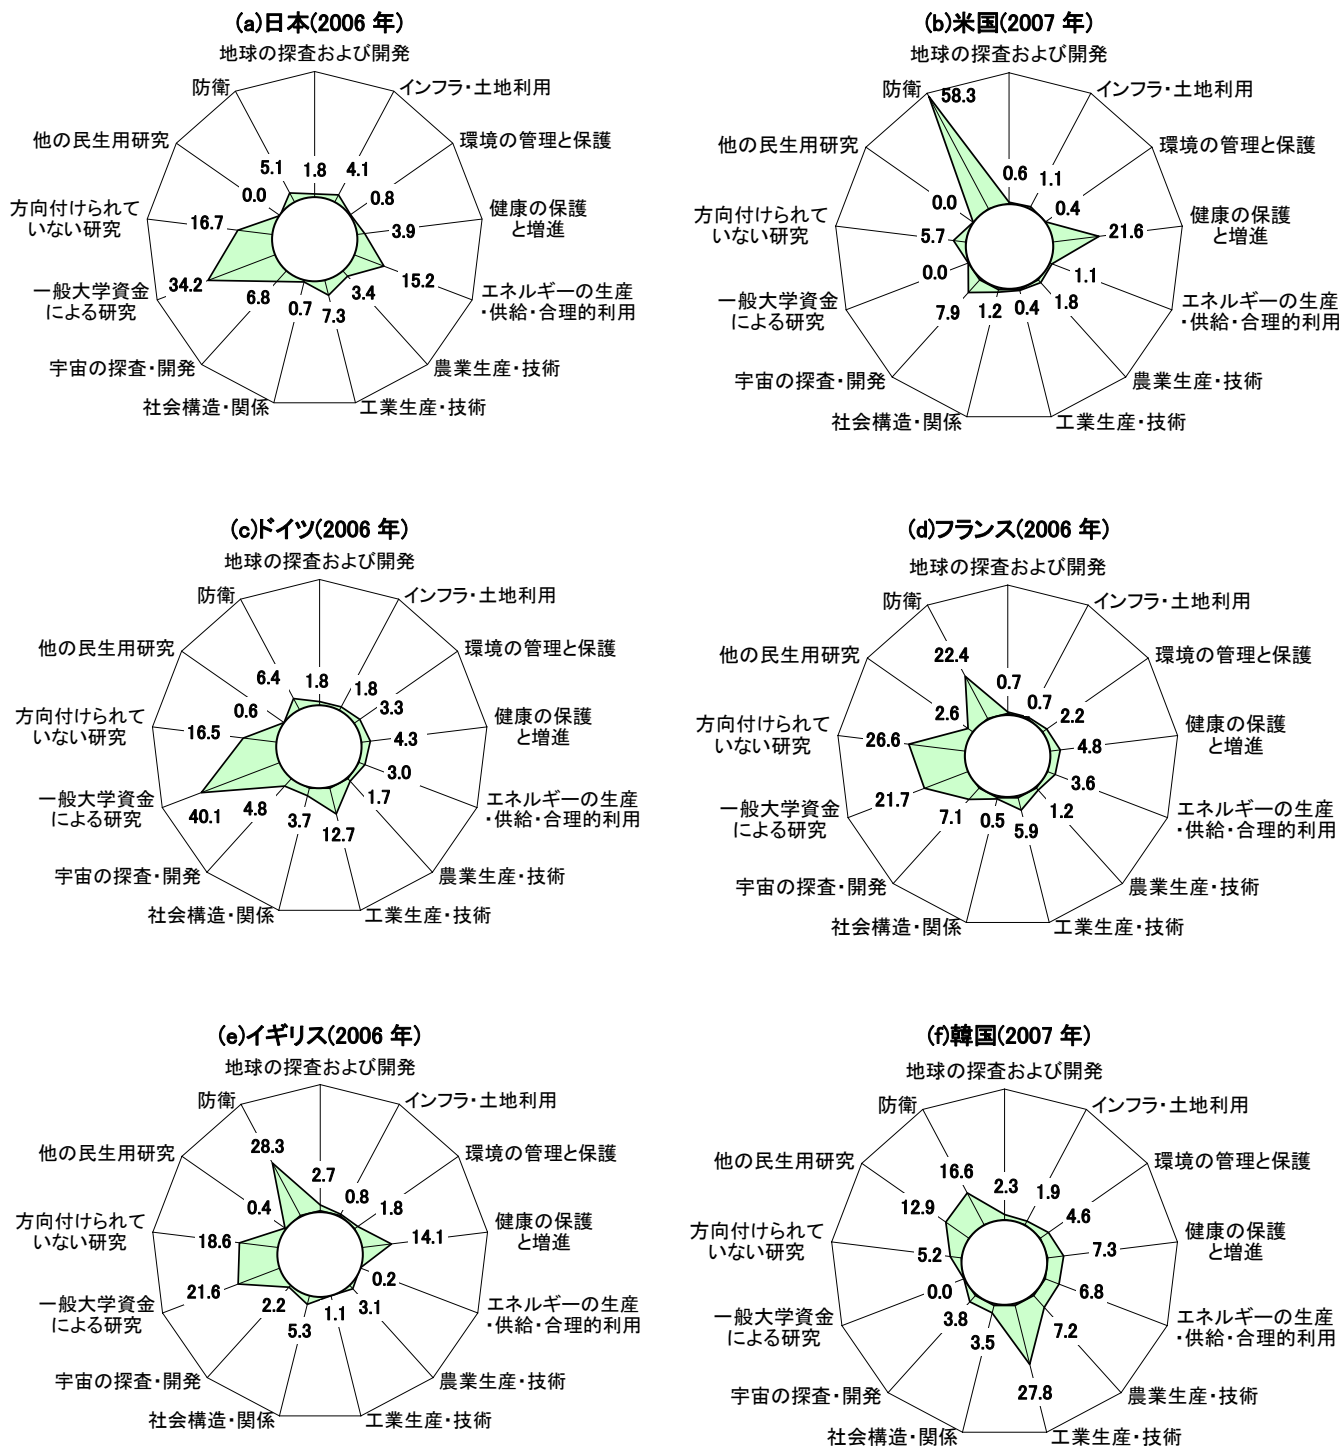 (a)日本(2006 年)
地球の探査および開発
インフラ・土地利用
環境の管理と保護
健康の保護
と増進
エネルギーの生産
・供給・合理的利用
農業生産・技術
工業生産・技術
社会構造・関係
宇宙の探査・開発
一般大学資金
による研究
方向付けられて
いない研究
他の民生用研究
防衛
1.8
4.1
0.8
3.9
15.2
3.4
7.3
0.7
6.8
34.2
16.7
0.0
5.1
(b)米国(2007 年)
地球の探査および開発
インフラ・土地利用
環境の管理と保護
健康の保護
と増進
エネルギーの生産
・供給・合理的利用
農業生産・技術
工業生産・技術
社会構造・関係
宇宙の探査・開発
一般大学資金
による研究
方向付けられて
いない研究
他の民生用研究
防衛
0.6
1.1
0.4
21.6
1.1
1.8
0.4
1.2
7.9
0.0
5.7
0.0
58.3
(c)ドイツ(2006 年)
地球の探査および開発
インフラ・土地利用
環境の管理と保護
健康の保護
と増進
エネルギーの生産
・供給・合理的利用
農業生産・技術
工業生産・技術
社会構造・関係
宇宙の探査・開発
一般大学資金
による研究
方向付けられて
いない研究
他の民生用研究
防衛
1.8
1.8
3.3
4.3
3.0
1.7
12.7
3.7
4.8
40.1
16.5
0.6
6.4
(d)フランス(2006 年)
地球の探査および開発
インフラ・土地利用
環境の管理と保護
健康の保護
と増進
エネルギーの生産
・供給・合理的利用
農業生産・技術
工業生産・技術
社会構造・関係
宇宙の探査・開発
一般大学資金
による研究
方向付けられて
いない研究
他の民生用研究
防衛
0.7
0.7
2.2
4.8
3.6
1.2
5.9
0.5
7.1
21.7
26.6
2.6
22.4
(e)イギリス(2006 年)
地球の探査および開発
インフラ・土地利用
環境の管理と保護
健康の保護
と増進
エネルギーの生産
・供給・合理的利用
農業生産・技術
工業生産・技術
社会構造・関係
宇宙の探査・開発
一般大学資金
による研究
方向付けられて
いない研究
他の民生用研究
防衛
2.7
0.8
1.8
14.1
0.2
3.1
1.1
5.3
2.2
21.6
18.6
0.4
28.3
(f)韓国(2007 年)
地球の探査および開発
インフラ・土地利用
環境の管理と保護
健康の保護
と増進
エネルギーの生産
・供給・合理的利用
農業生産・技術
工業生産・技術
社会構造・関係
宇宙の探査・開発
一般大学資金
による研究
方向付けられて
いない研究
他の民生用研究
防衛
2.3
1.9
4.6
7.3
6.8
7.2
27.8
3.5
3.8
0.0
5.2
12.9
16.6